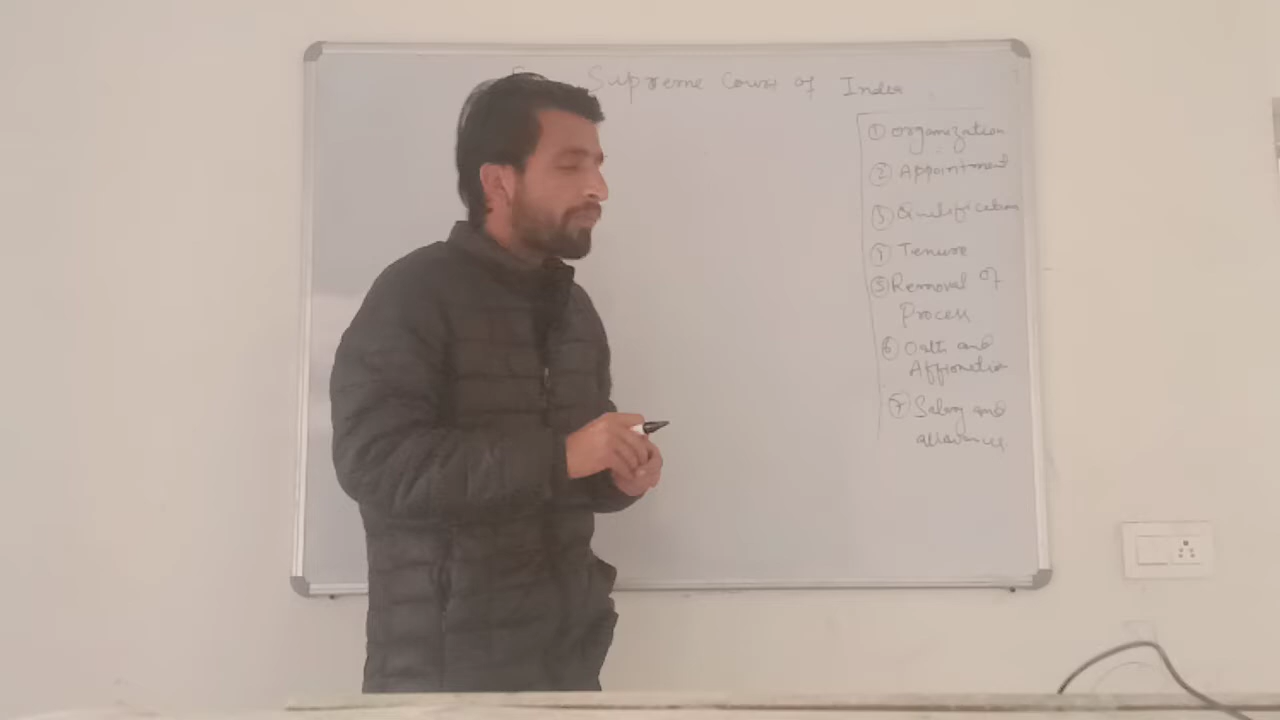 Supreme Court of India
① Organization
② Appointment
③ Qualification
④ Tenure
⑤ Removal of
Process
⑥ Oath and
Affirmation
⑦ Salary and
allowances